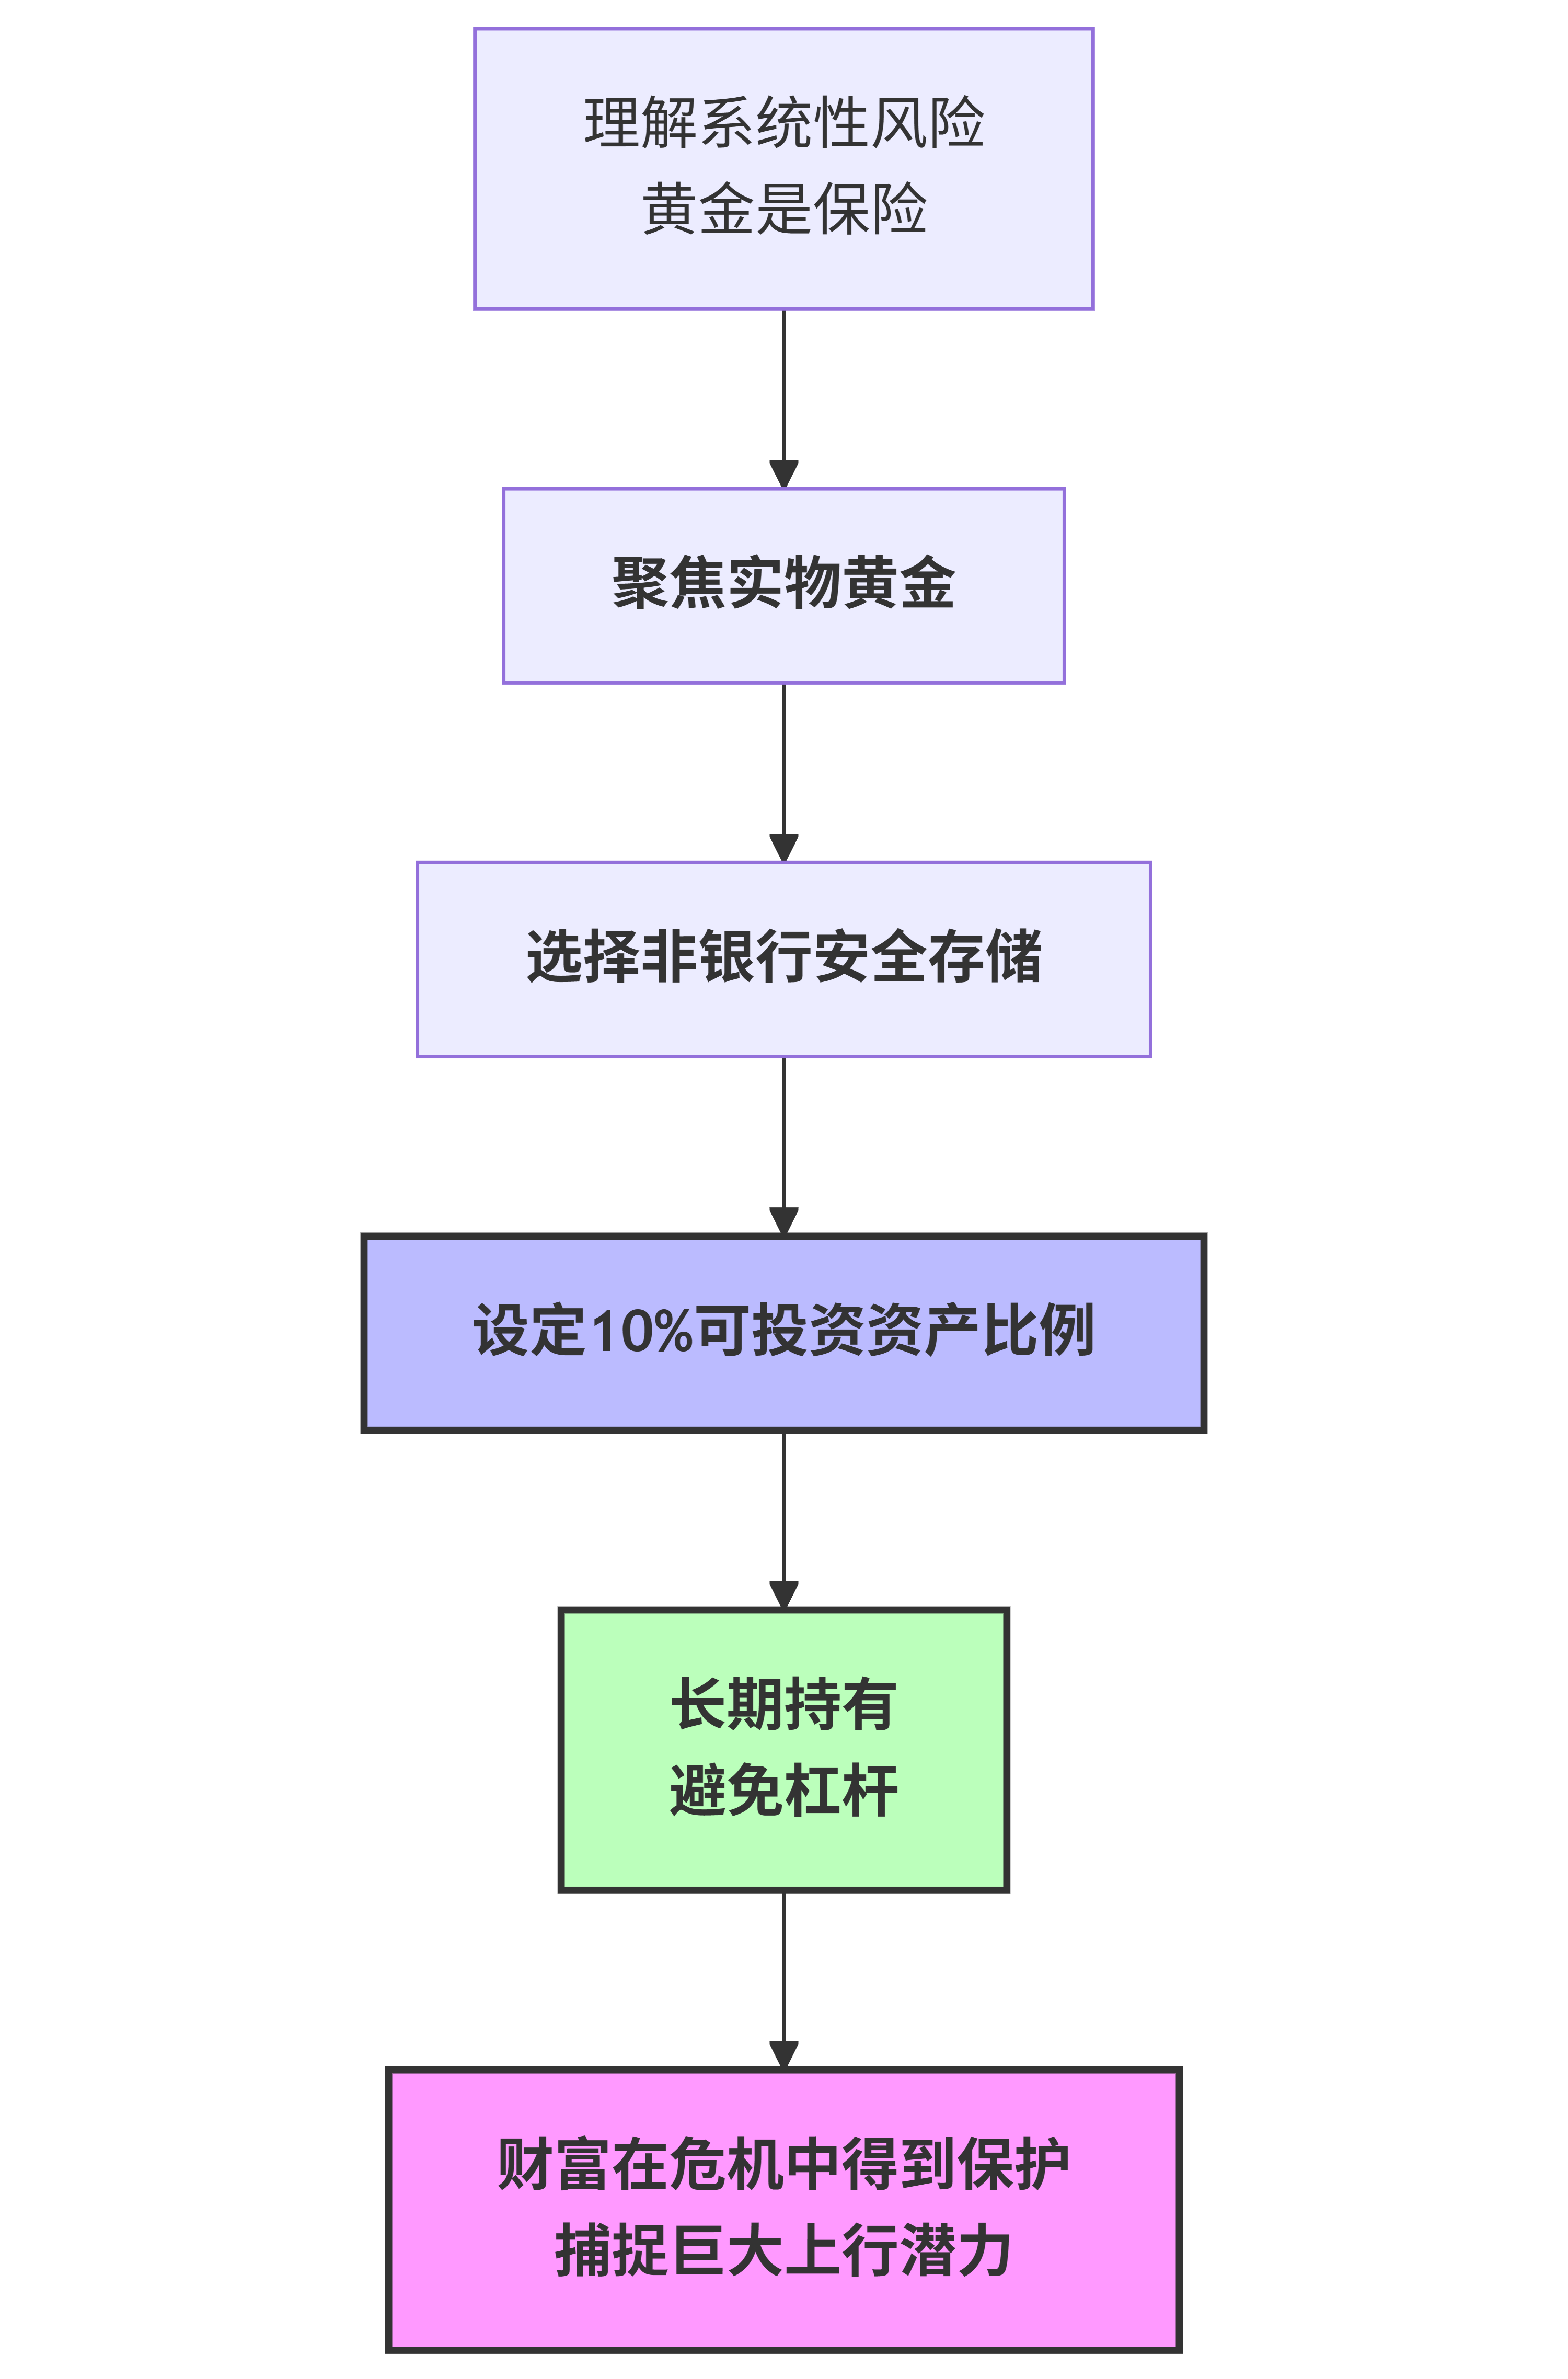 理解系统性风险
黄金是保险
聚焦实物黄金
选择非银行安全存储
设定10%可投资资产比例
长期持有
避免杠杆
财富在危机中得到保护
捕捉巨大上行潜力